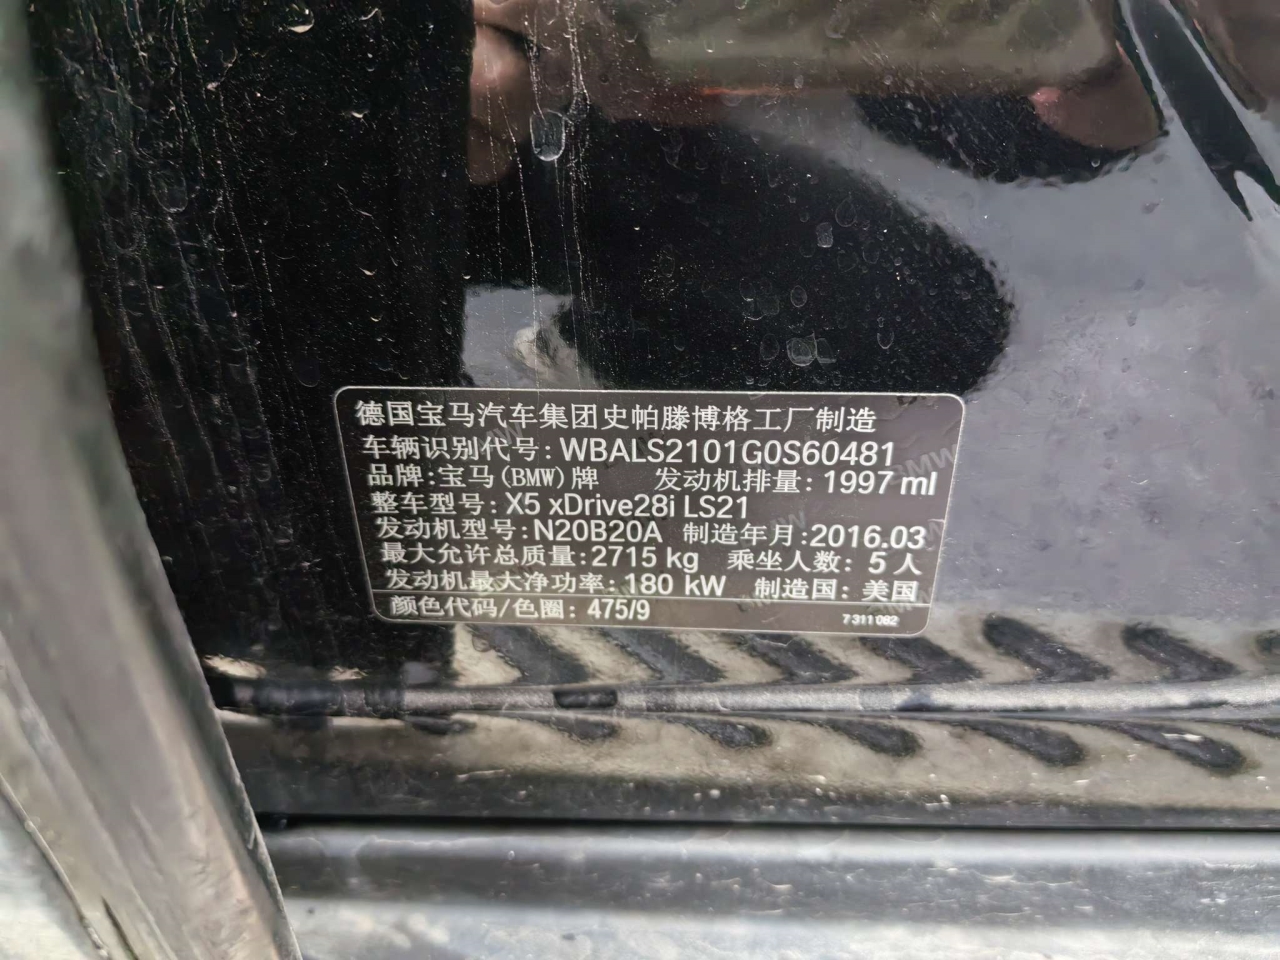 德国宝马汽车集团史帕滕博格工厂制造
车辆识别代号: WBALS2101G0S60481
品牌: 宝马(BMW)牌 发动机排量: 1997 ml
整车型号: X5 xDrive28i LS21
发动机型号: N20B20A 制造年月: 2016.03
最大允许总质量: 2715 kg 乘坐人数: 5 人
发动机最大净功率: 180 kW 制造国: 美国
颜色代码/色圈: 475/9 7311082